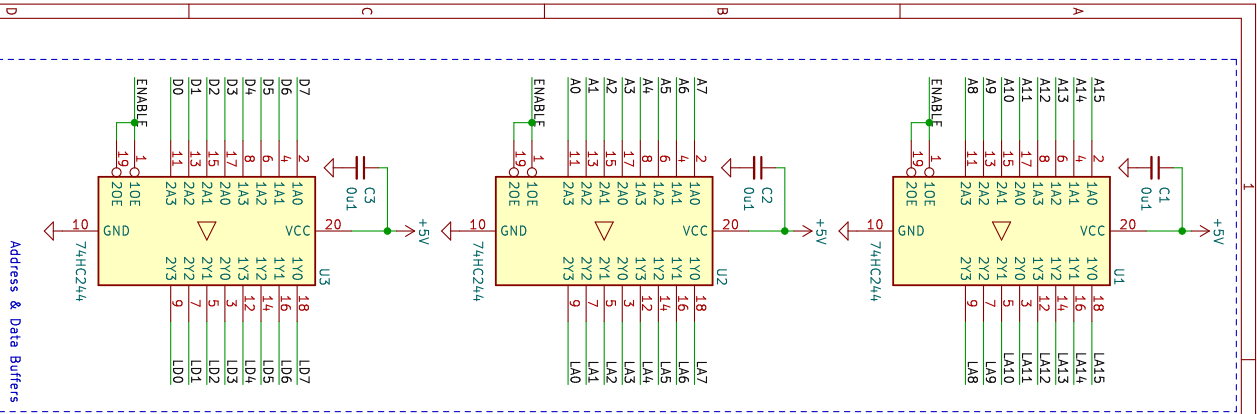 1
A
+5V
C1
0u1
20
VCC
U1
A15 2 1A0 1Y0 18 LA15
A14 4 1A1 1Y1 16 LA14
A13 6 1A2 1Y2 14 LA13
A12 8 1A3 1Y3 12 LA12
A11 17 2A0 2Y0 3 LA11
A10 15 2A1 2Y1 5 LA10
A9 13 2A2 2Y2 7 LA9
A8 11 2A3 2Y3 9 LA8
ENABLE 1 1OE
19 2OE
GND
10
74HC244
B
+5V
C2
0u1
20
VCC
U2
A7 2 1A0 1Y0 18 LA7
A6 4 1A1 1Y1 16 LA6
A5 6 1A2 1Y2 14 LA5
A4 8 1A3 1Y3 12 LA4
A3 17 2A0 2Y0 3 LA3
A2 15 2A1 2Y1 5 LA2
A1 13 2A2 2Y2 7 LA1
A0 11 2A3 2Y3 9 LA0
ENABLE 1 1OE
19 2OE
GND
10
74HC244
C
+5V
C3
0u1
20
VCC
U3
D7 2 1A0 1Y0 18 LD7
D6 4 1A1 1Y1 16 LD6
D5 6 1A2 1Y2 14 LD5
D4 8 1A3 1Y3 12 LD4
D3 17 2A0 2Y0 3 LD3
D2 15 2A1 2Y1 5 LD2
D1 13 2A2 2Y2 7 LD1
D0 11 2A3 2Y3 9 LD0
ENABLE 1 1OE
19 2OE
GND
10
74HC244
D
Address & Data Buffers